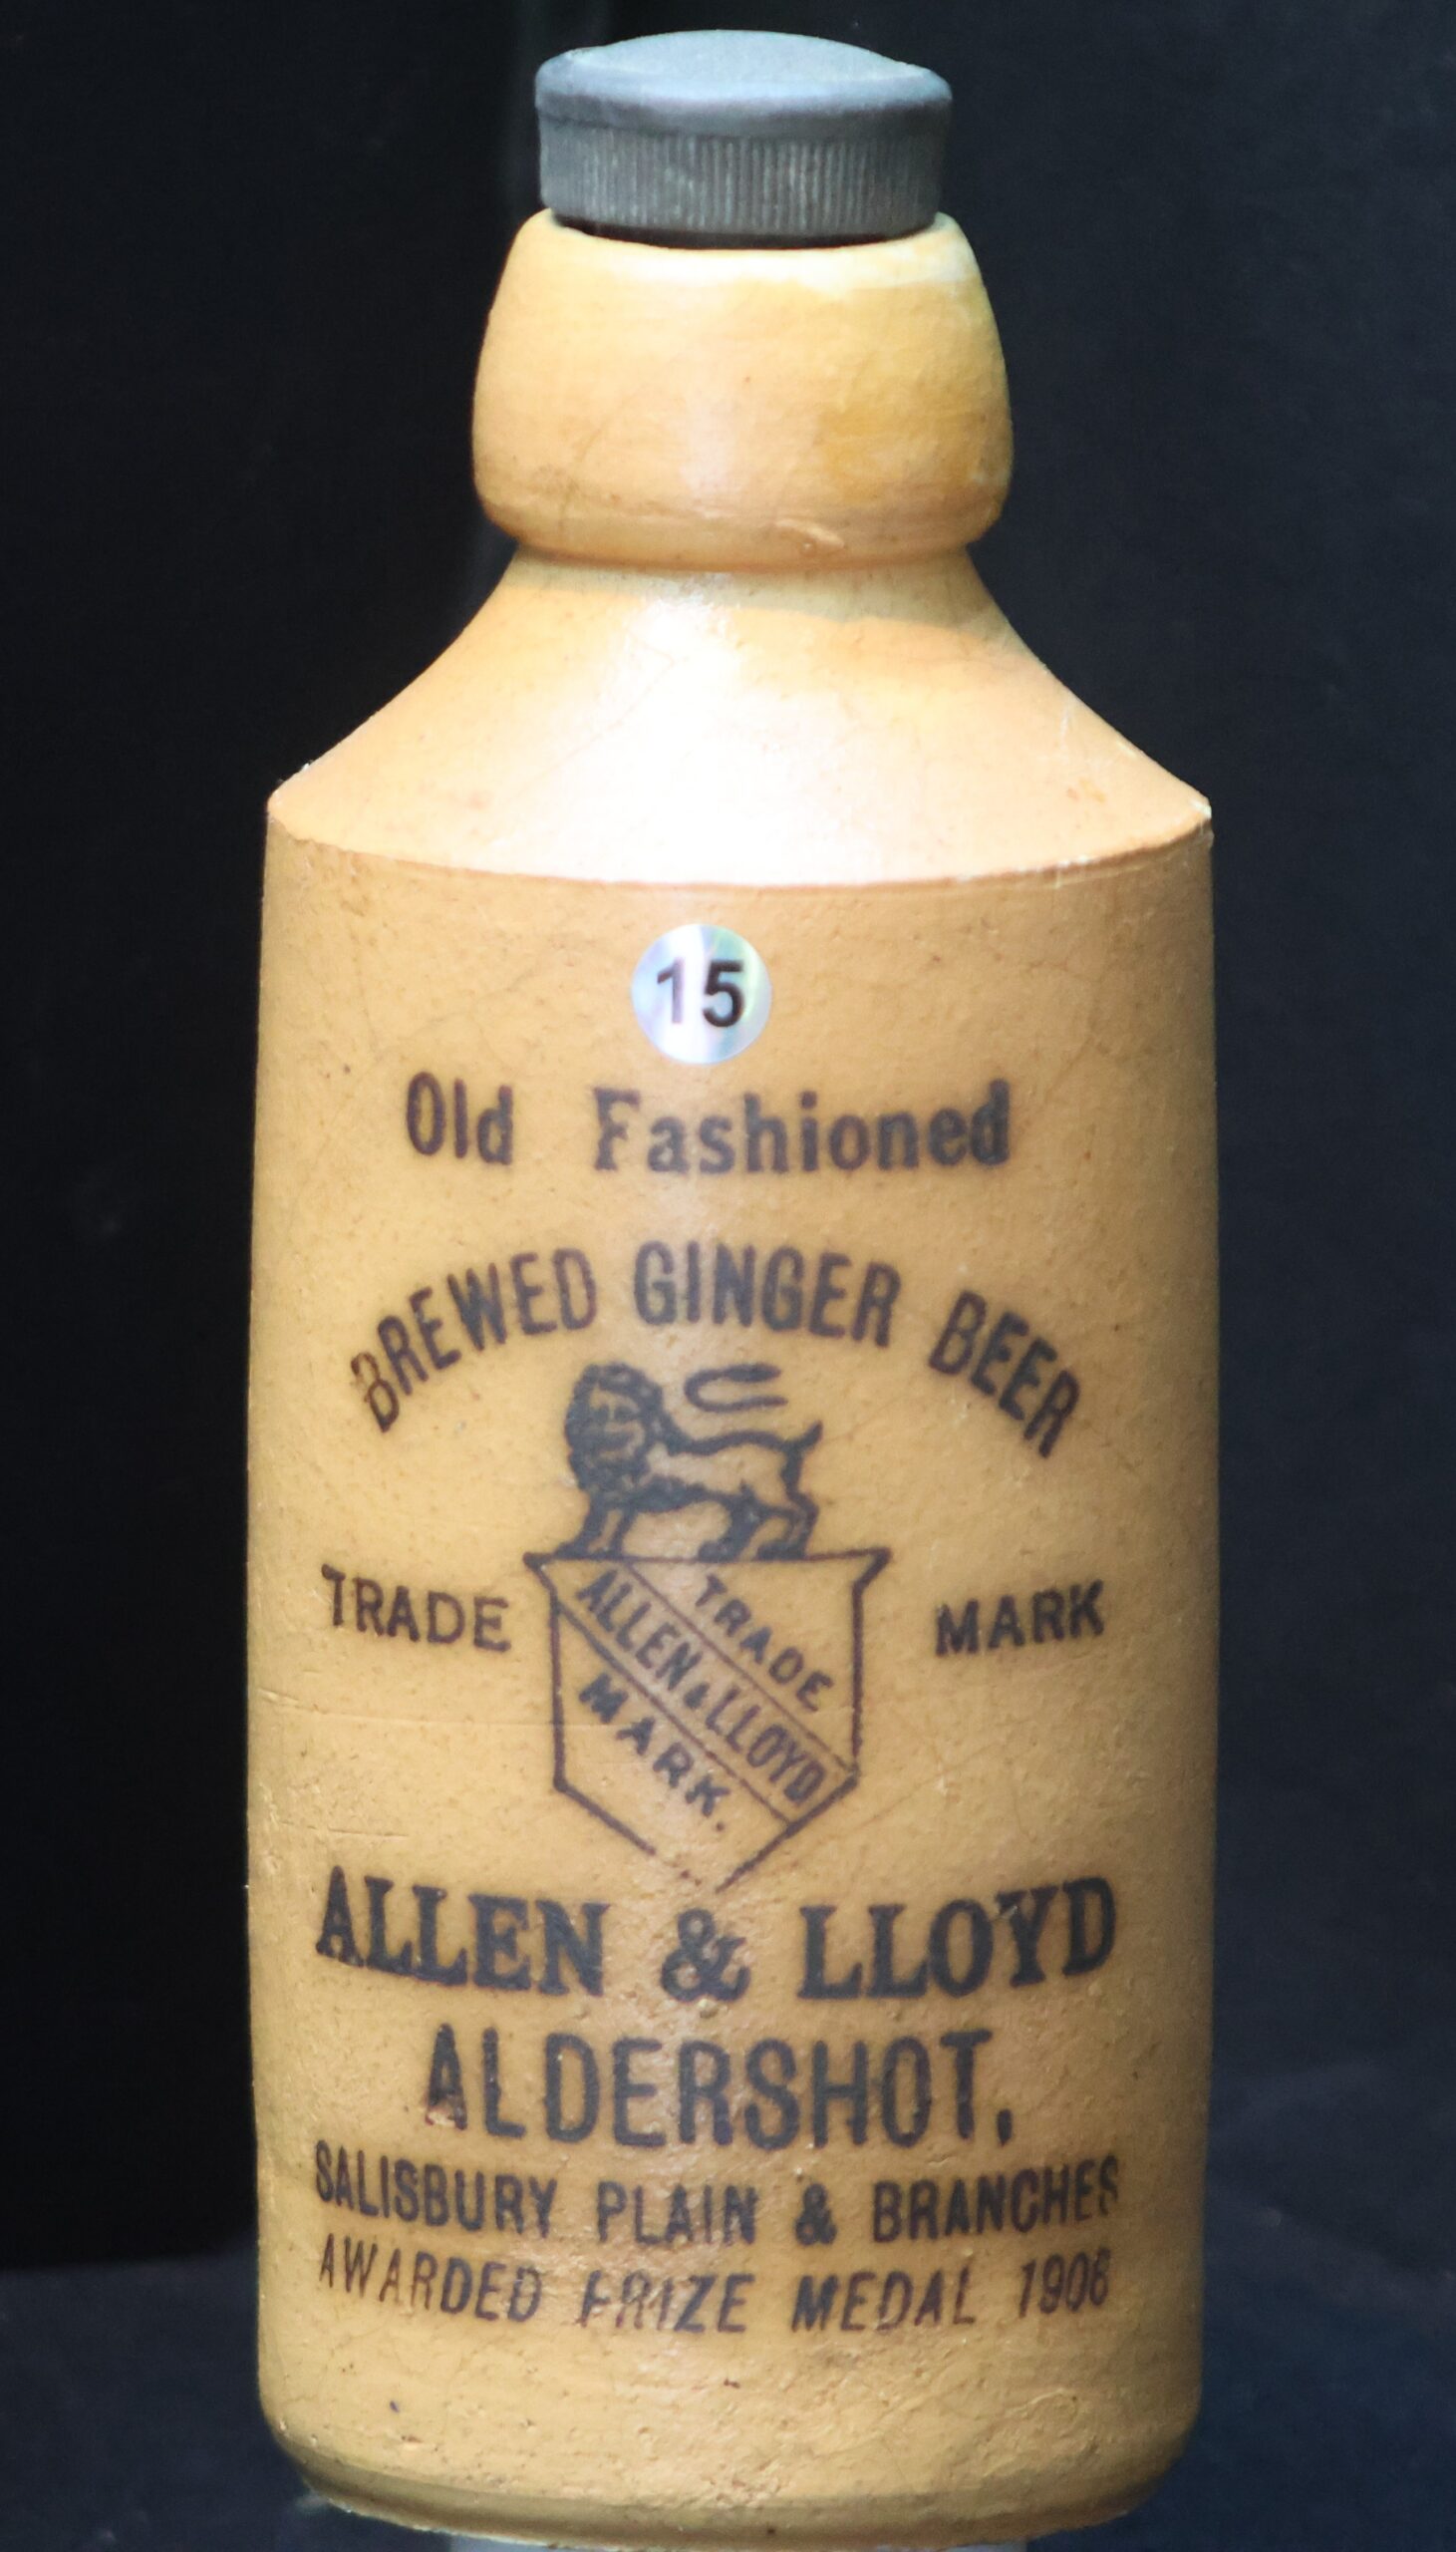 15
Old Fashioned
BREWED GINGER BEER
TRADE MARK
TRADE
ALLEN & LLOYD
MARK.
ALLEN & LLOYD
ALDERSHOT,
SALISBURY PLAIN & BRANCHES
AWARDED PRIZE MEDAL 1906